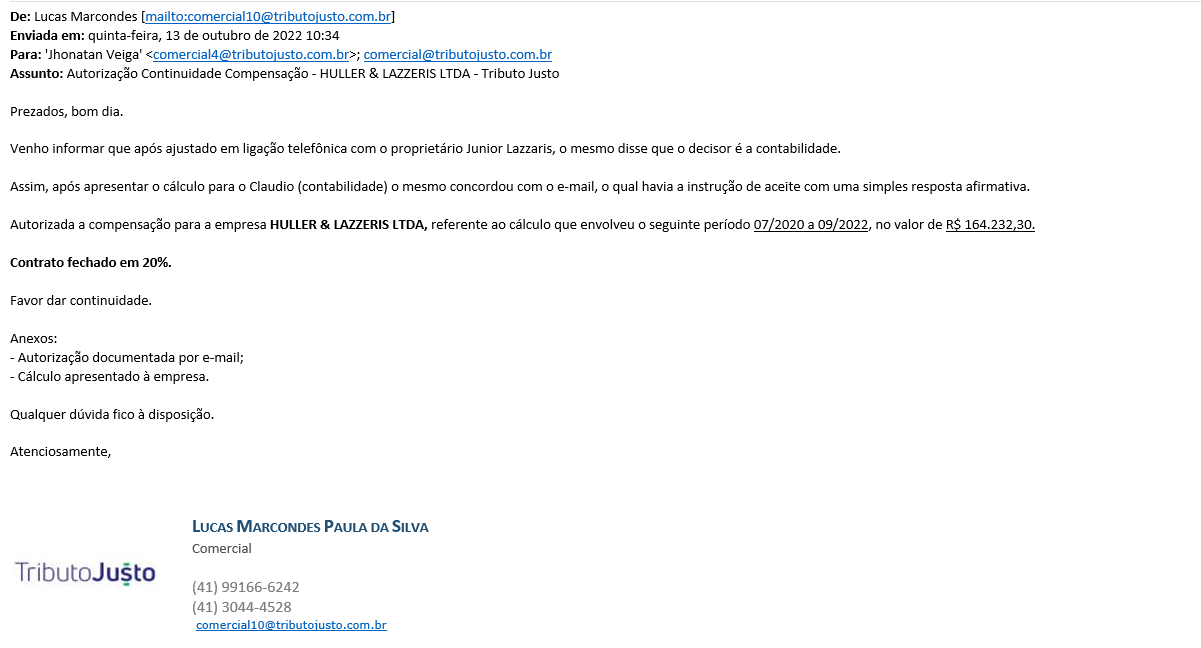 De: Lucas Marcondes [mailto:comercial10@tributojusto.com.br]
Enviada em: quinta-feira, 13 de outubro de 2022 10:34
Para: 'Jhonatan Veiga' <comercial4@tributojusto.com.br>; comercial@tributojusto.com.br
Assunto: Autorização Continuidade Compensação - HULLER & LAZZERIS LTDA - Tributo Justo
Prezados, bom dia.
Venho informar que após ajustado em ligação telefônica com o proprietário Junior Lazzaris, o mesmo disse que o decisor é a contabilidade.
Assim, após apresentar o cálculo para o Claudio (contabilidade) o mesmo concordou com o e-mail, o qual havia a instrução de aceite com uma simples resposta afirmativa.
Autorizada a compensação para a empresa HULLER & LAZZERIS LTDA, referente ao cálculo que envolveu o seguinte período 07/2020 a 09/2022, no valor de R$ 164.232,30.
Contrato fechado em 20%.
Favor dar continuidade.
Anexos:
- Autorização documentada por e-mail;
- Cálculo apresentado à empresa.
Qualquer dúvida fico à disposição.
Atenciosamente,
LUCAS MARCONDES PAULA DA SILVA
Comercial
TributoJusto
(41) 99166-6242
(41) 3044-4528
comercial10@tributojusto.com.br